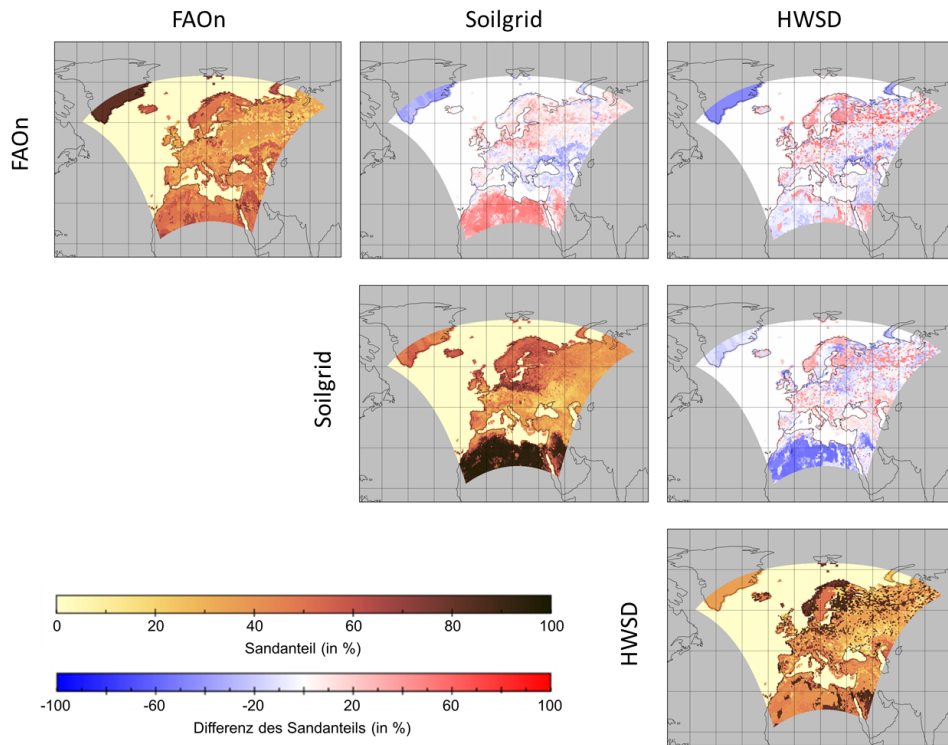 FAOn Soilgrid HWSD
FAOn
Soilgrid
HWSD
0 20 40 60 80 100
Sandanteil (in %)
-100 -60 -20 20 60 100
Differenz des Sandanteils (in %)